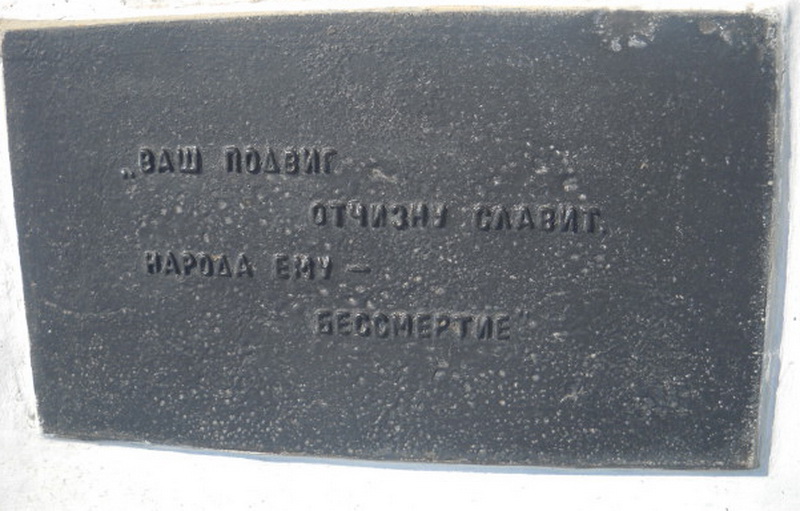 „ВАШ ПОДВИГ
ОТЧИЗНУ СЛАВИТ,
НАРОДА ЕМУ —
БЕССМЕРТИЕ"